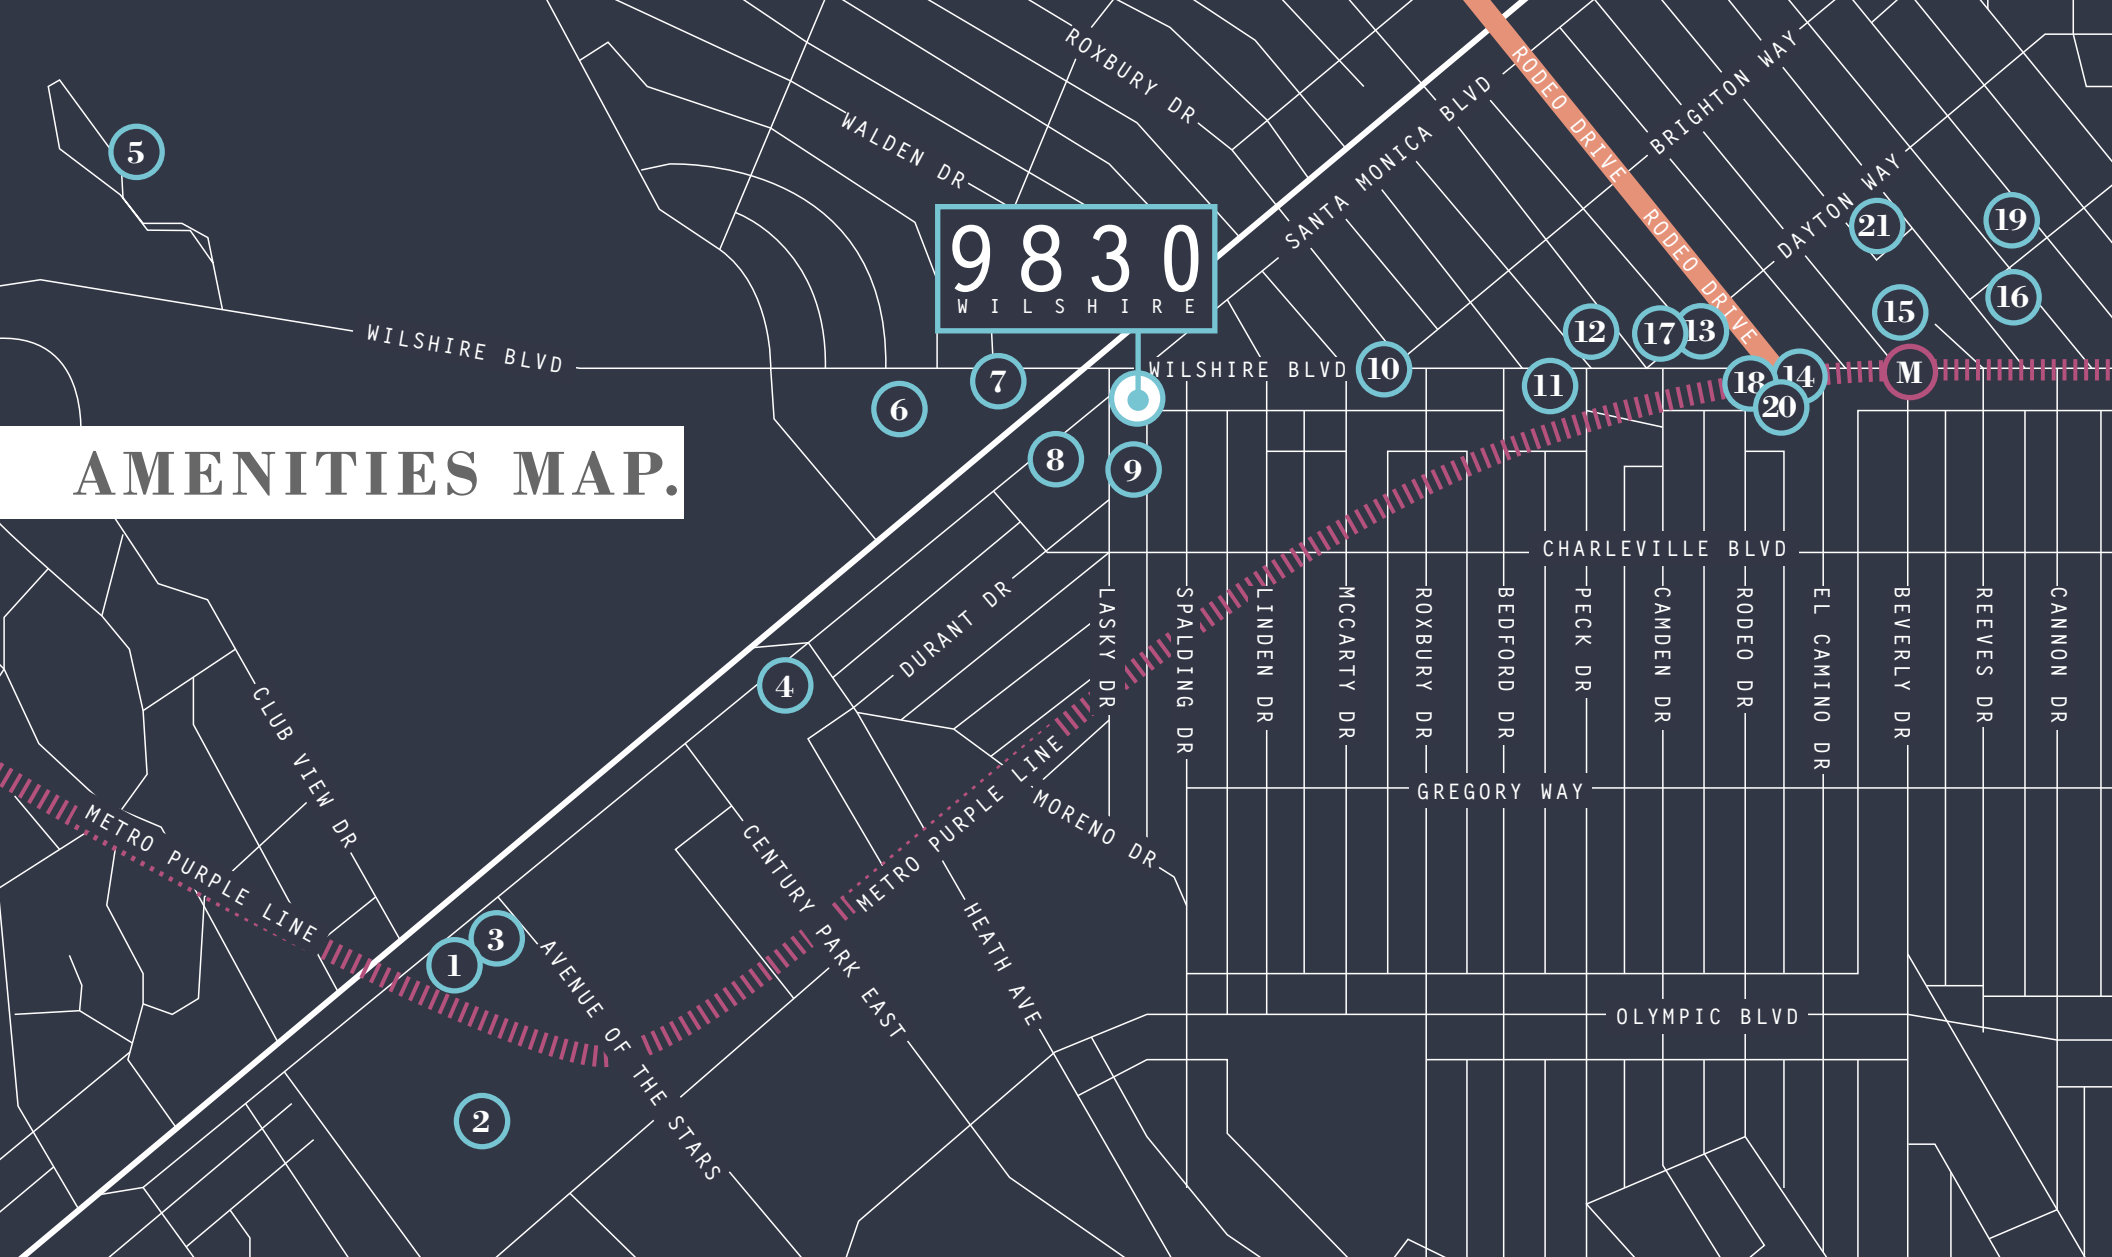 ROXBURY DR
WALDEN DR
SANTA MONICA BLVD
RODEO DRIVE
RODEO DRIVE
BRIGHTON WAY
DAYTON WAY
5
21
19
16
15
9830
WILSHIRE
12
17
13
WILSHIRE BLVD
WILSHIRE BLVD
10
7
6
11
18
14
20
M
8
9
AMENITIES MAP.
CHARLEVILLE BLVD
DURANT DR
LASKY DR
SPALDING DR
LINDEN DR
MCCARTY DR
ROXBURY DR
BEDFORD DR
PECK DR
CAMDEN DR
RODEO DR
EL CAMINO DR
BEVERLY DR
REEVES DR
CANNON DR
4
CLUB VIEW DR
METRO PURPLE LINE
METRO PURPLE LINE
MORENO DR
GREGORY WAY
CENTURY PARK EAST
HEATH AVE
3
1
AVENUE OF THE STARS
OLYMPIC BLVD
2